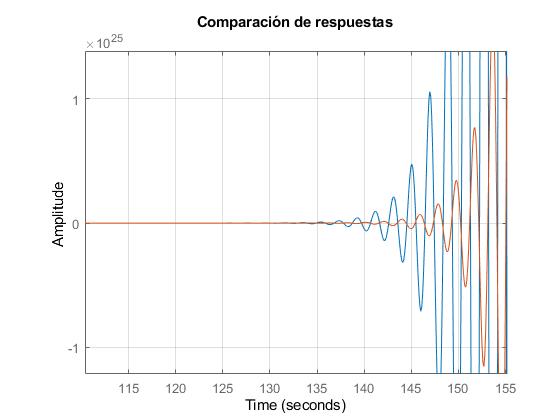 Comparación de respuestas
×10^25
1
0
-1
Amplitude
115 120 125 130 135 140 145 150 155
Time (seconds)